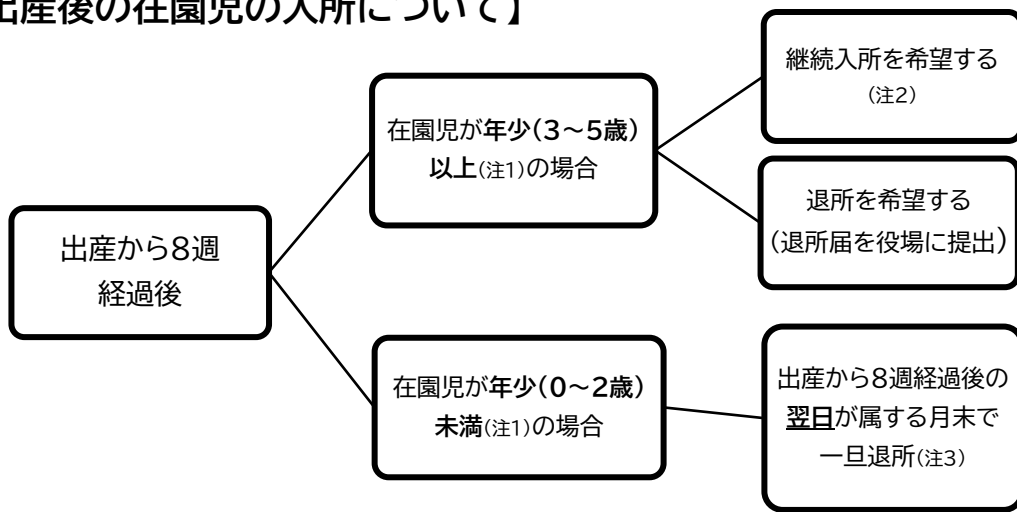 出産後の在園児の入所について】
出産から8週
経過後
在園児が年少(3～5歳)
以上(注1)の場合
継続入所を希望する
(注2)
退所を希望する
(退所届を役場に提出)
在園児が年少(0～2歳)
未満(注1)の場合
出産から8週経過後の
翌日が属する月末で
一旦退所(注3)